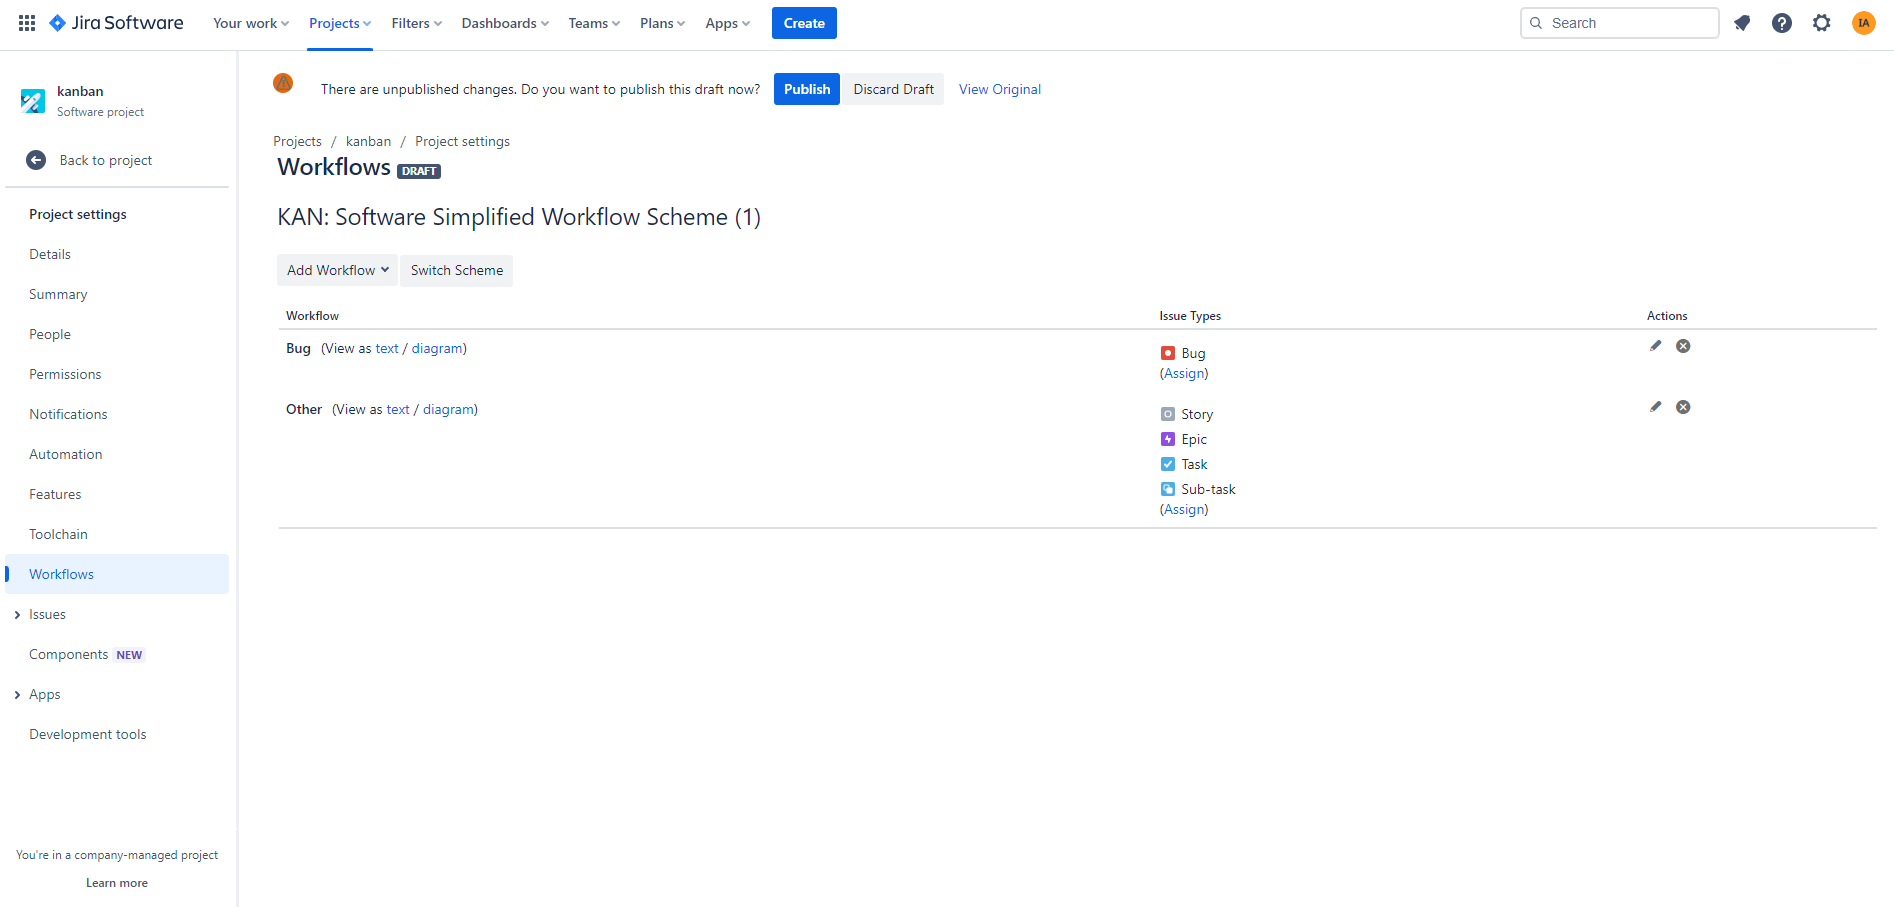 Jira Software Your work Projects Filters Dashboards Teams Plans Apps Create Search IA
kanban
Software project
Back to project
Project settings
Details
Summary
People
Permissions
Notifications
Automation
Features
Toolchain
Workflows
Issues
Components NEW
Apps
Development tools
You're in a company-managed project
Learn more
There are unpublished changes. Do you want to publish this draft now? Publish Discard Draft View Original
Projects / kanban / Project settings
Workflows DRAFT
KAN: Software Simplified Workflow Scheme (1)
Add Workflow Switch Scheme
Workflow Issue Types Actions
Bug (View as text / diagram) Bug
(Assign)
Other (View as text / diagram) Story
Epic
Task
Sub-task
(Assign)